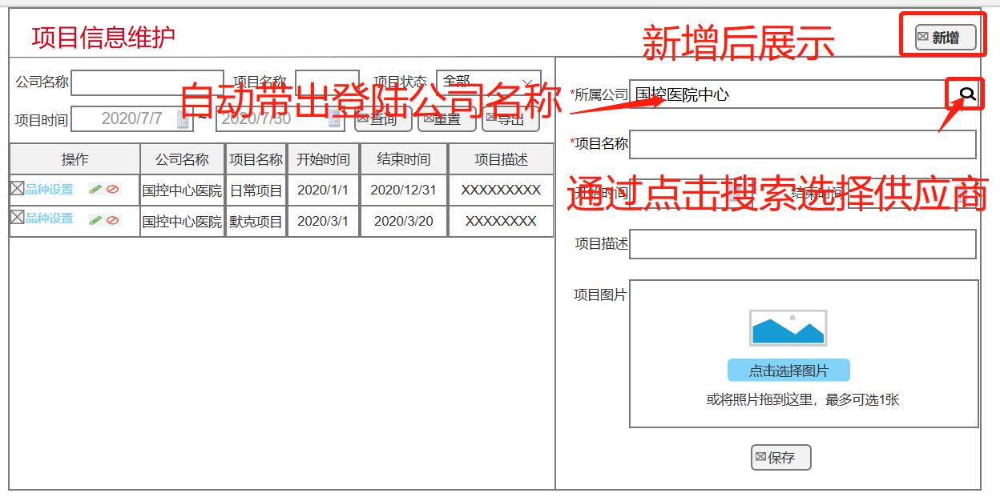 项目信息维护
新增后展示
新增
公司名称
项目名称
项目状态
全部
自动带出登陆公司名称
*所属公司
国控医院中心
项目时间
2020/7/7
~
2020/7/30
查询
重置
导出
*项目名称
操作
公司名称
项目名称
开始时间
结束时间
项目描述
品种设置
国控中心医院
日常项目
2020/1/1
2020/12/31
XXXXXXXXX
品种设置
国控中心医院
默克项目
2020/3/1
2020/3/20
XXXXXXXX
开始时间
结束时间
通过点击搜索选择供应商
项目描述
项目图片
点击选择图片
或将照片拖到这里，最多可选1张
保存